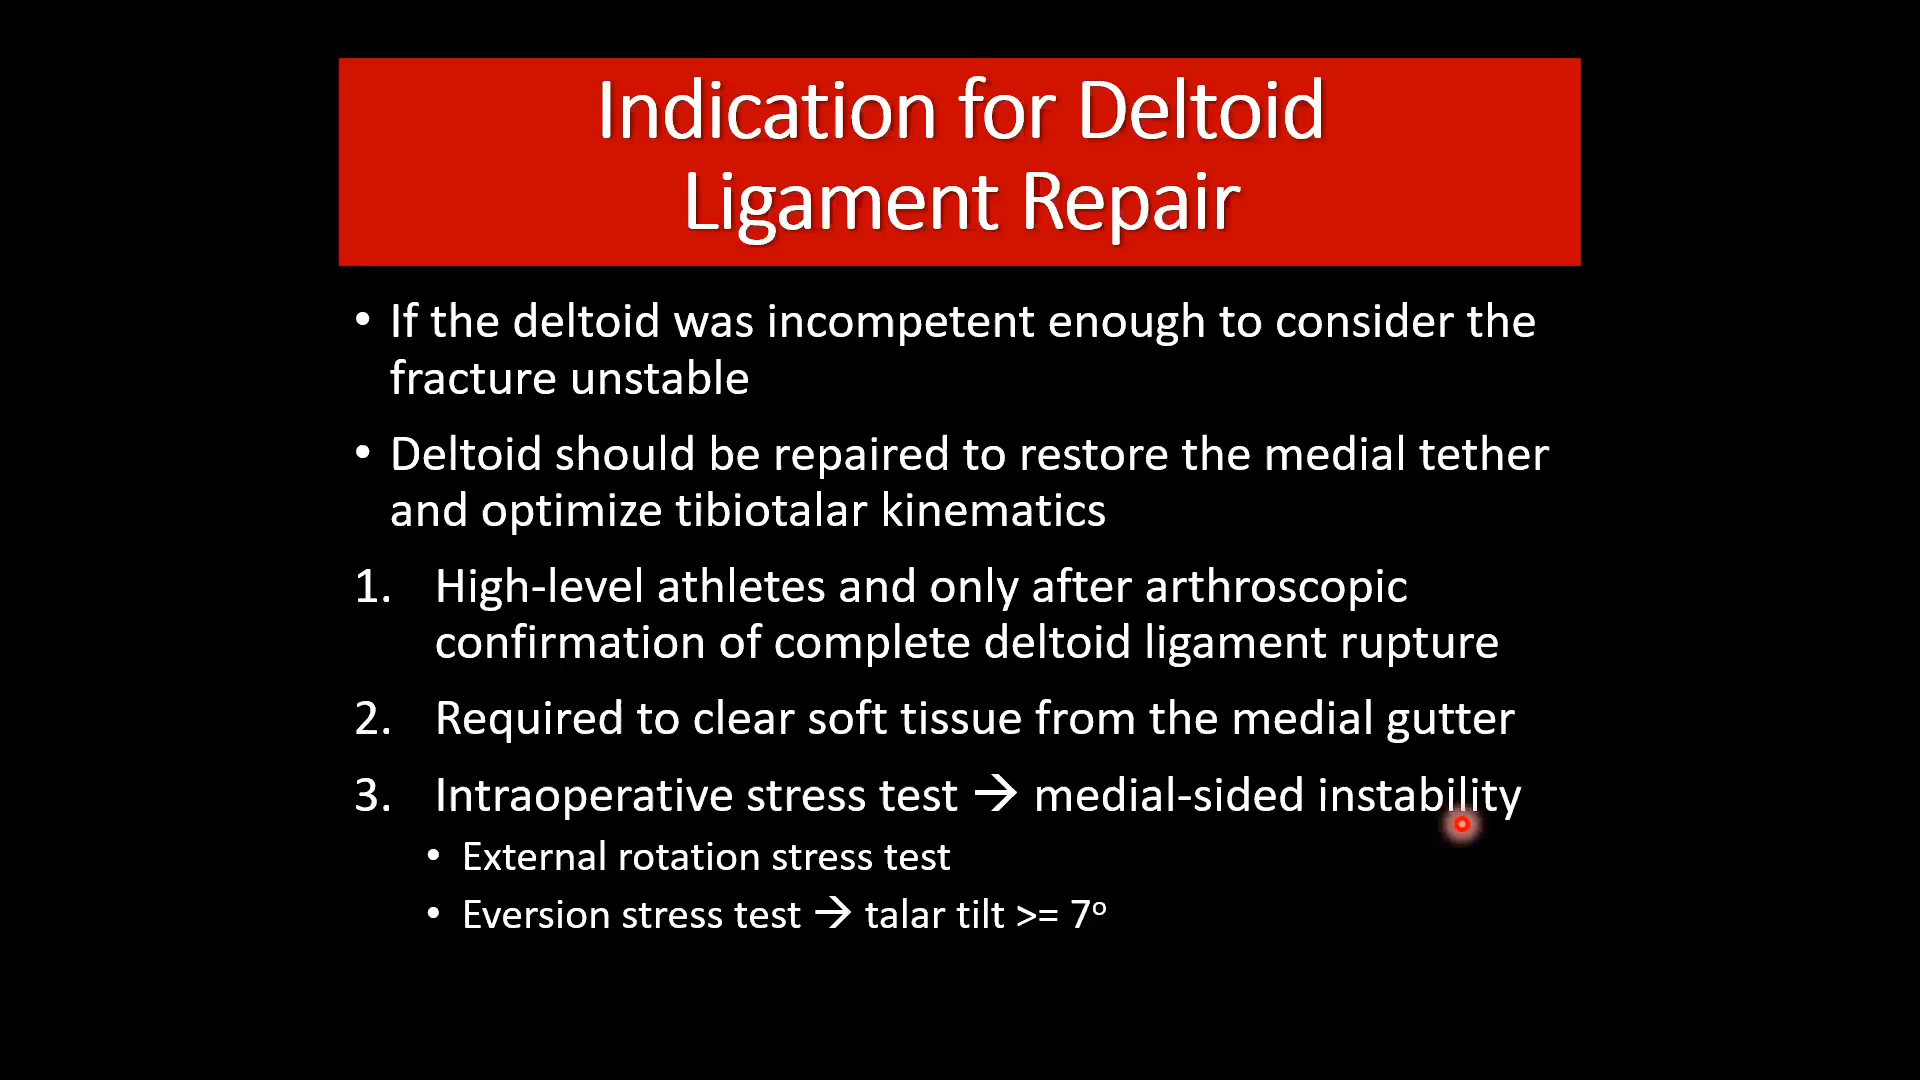 Indication for Deltoid
Ligament Repair
• If the deltoid was incompetent enough to consider the
fracture unstable
• Deltoid should be repaired to restore the medial tether
and optimize tibiotalar kinematics
1. High-level athletes and only after arthroscopic
confirmation of complete deltoid ligament rupture
2. Required to clear soft tissue from the medial gutter
3. Intraoperative stress test → medial-sided instability
• External rotation stress test
• Eversion stress test → talar tilt >= 7º